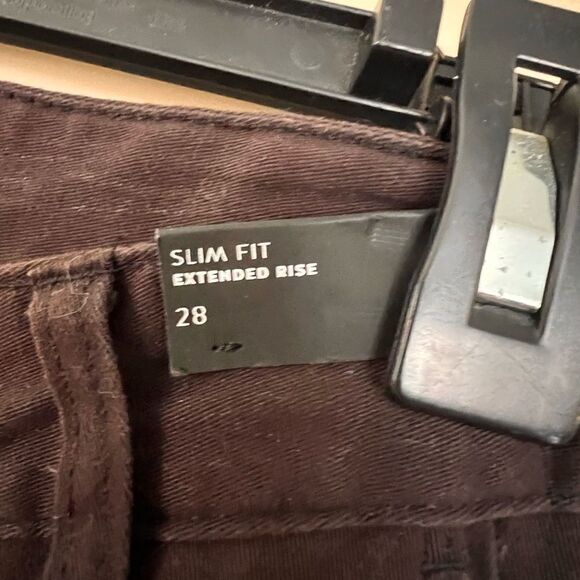 SLIM FIT
EXTENDED RISE
28